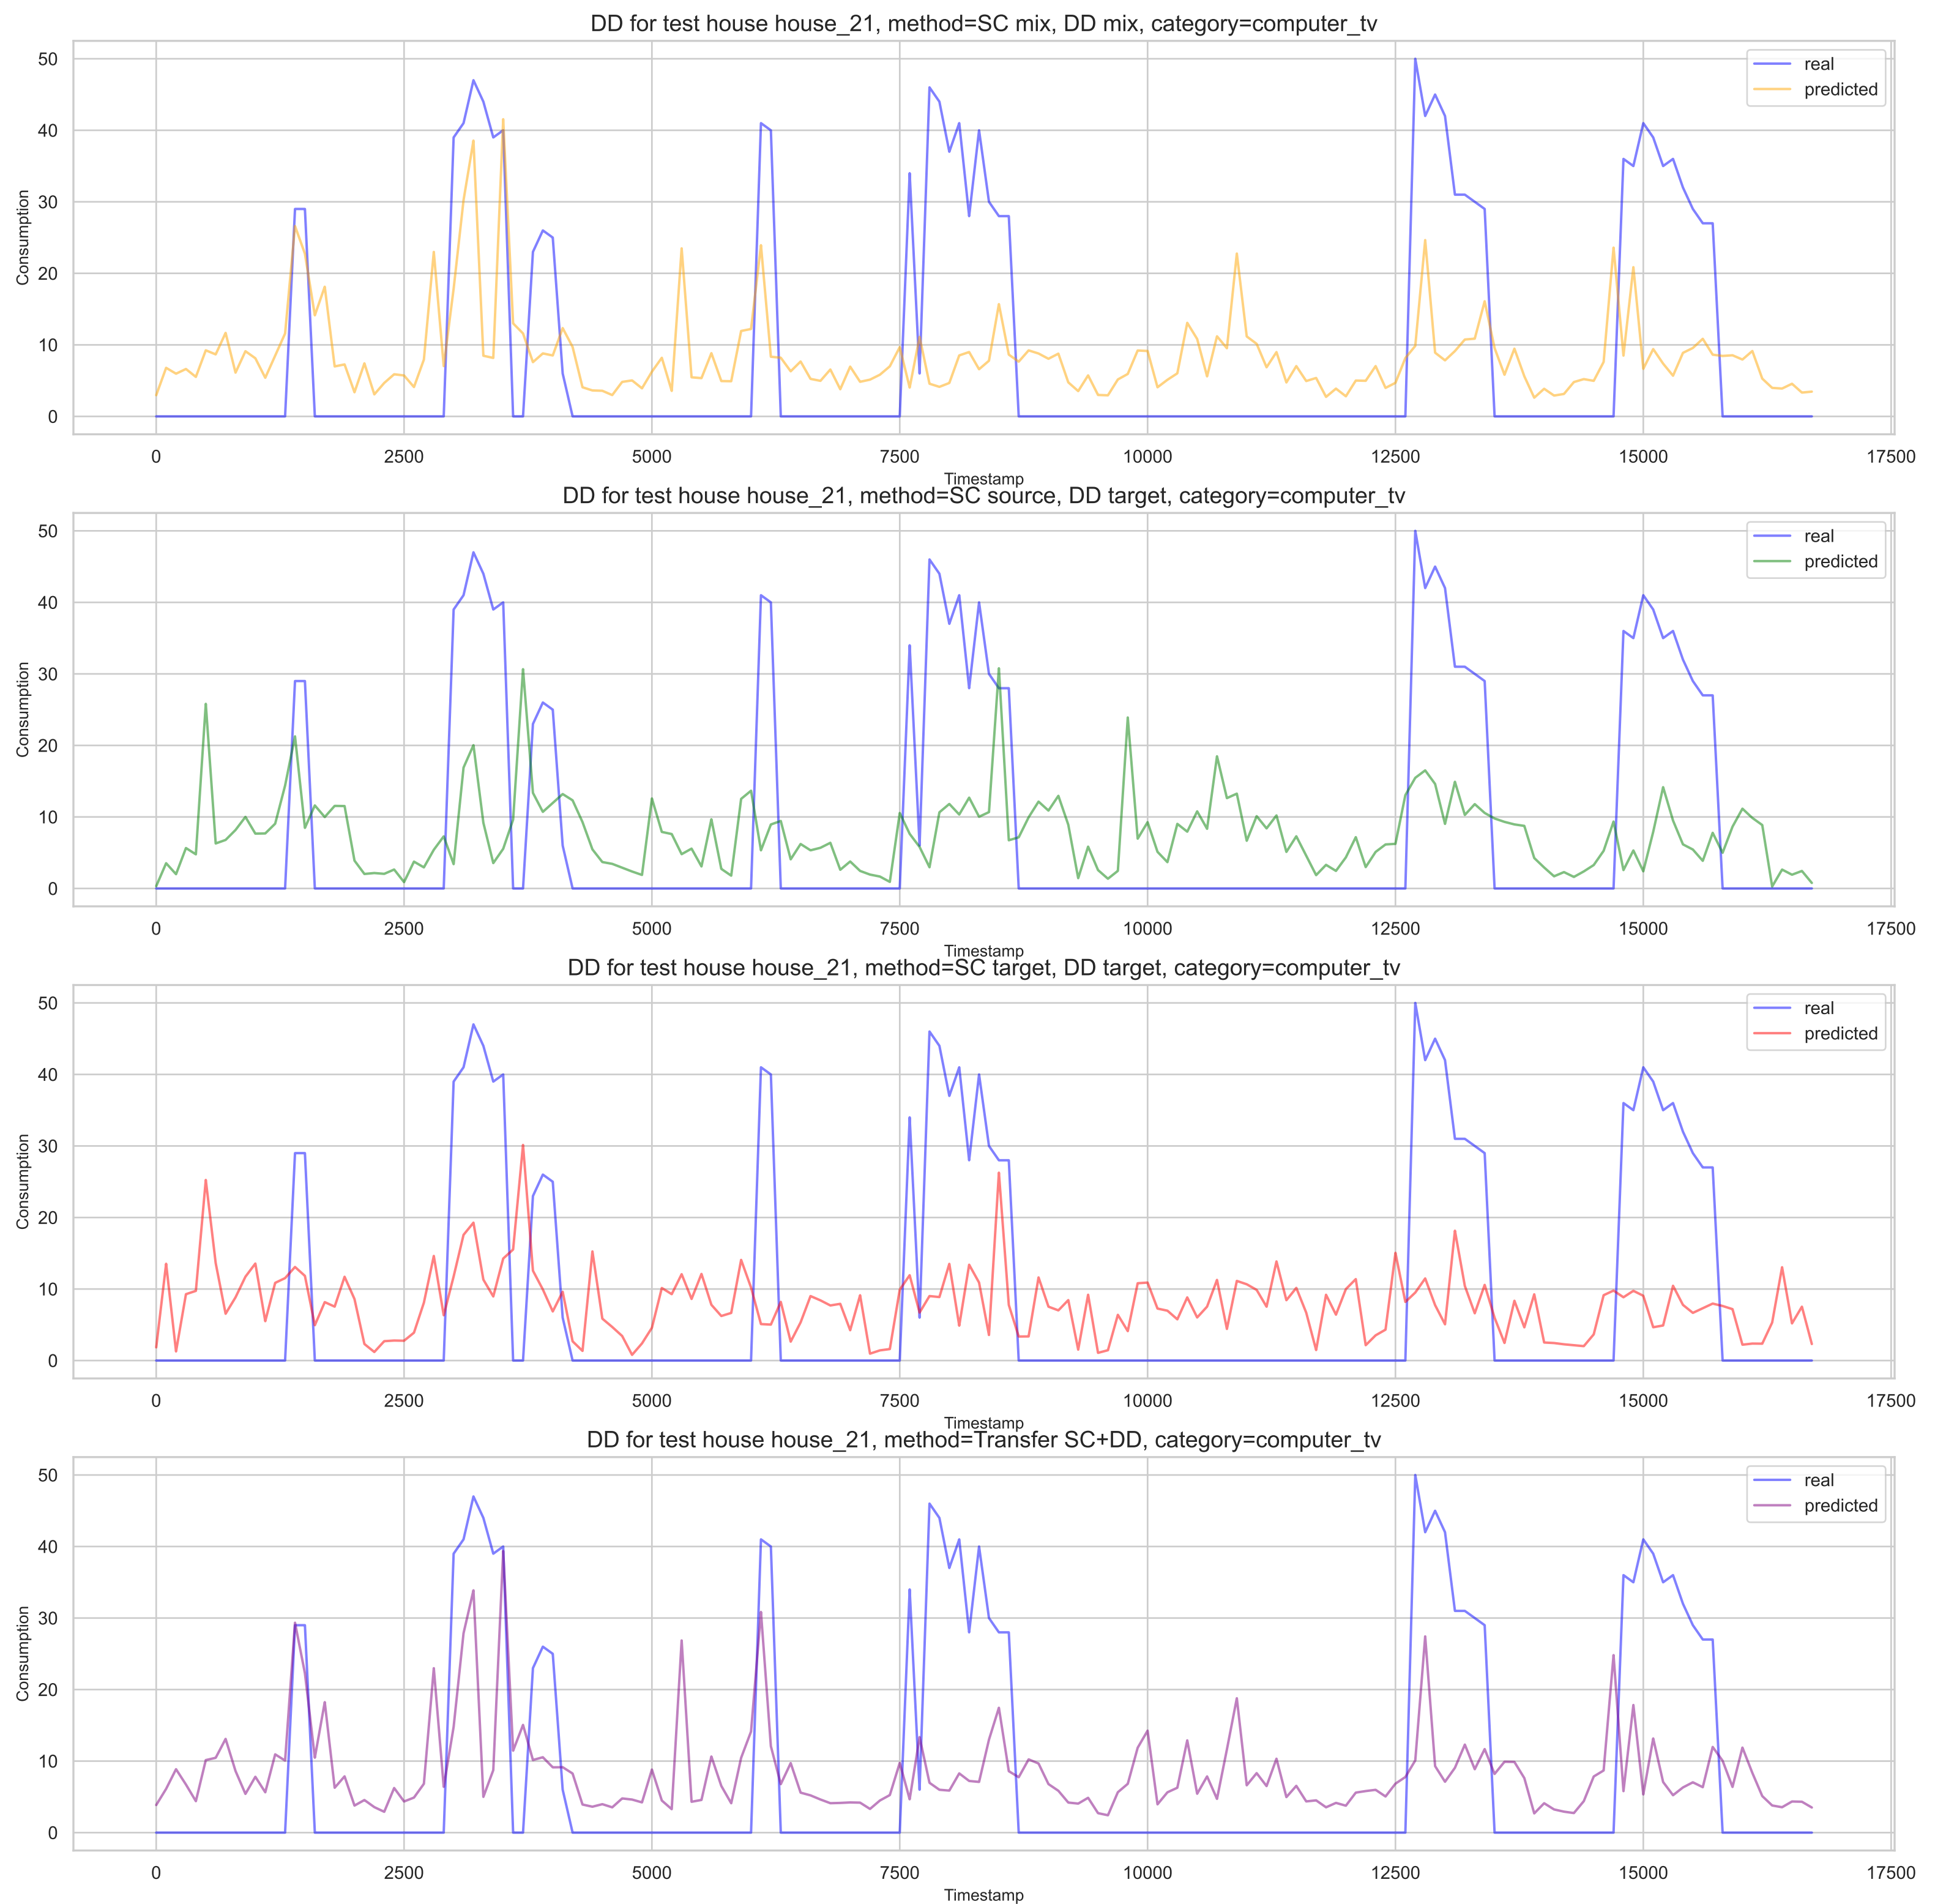 DD for test house house_21, method=SC mix, DD mix, category=computer_tv
50
40
30
20
10
0
Consumption
real
predicted
0 2500 5000 7500 10000 12500 15000 17500
Timestamp
DD for test house house_21, method=SC source, DD target, category=computer_tv
50
40
30
20
10
0
Consumption
real
predicted
0 2500 5000 7500 10000 12500 15000 17500
Timestamp
DD for test house house_21, method=SC target, DD target, category=computer_tv
50
40
30
20
10
0
Consumption
real
predicted
0 2500 5000 7500 10000 12500 15000 17500
Timestamp
DD for test house house_21, method=Transfer SC+DD, category=computer_tv
50
40
30
20
10
0
Consumption
real
predicted
0 2500 5000 7500 10000 12500 15000 17500
Timestamp